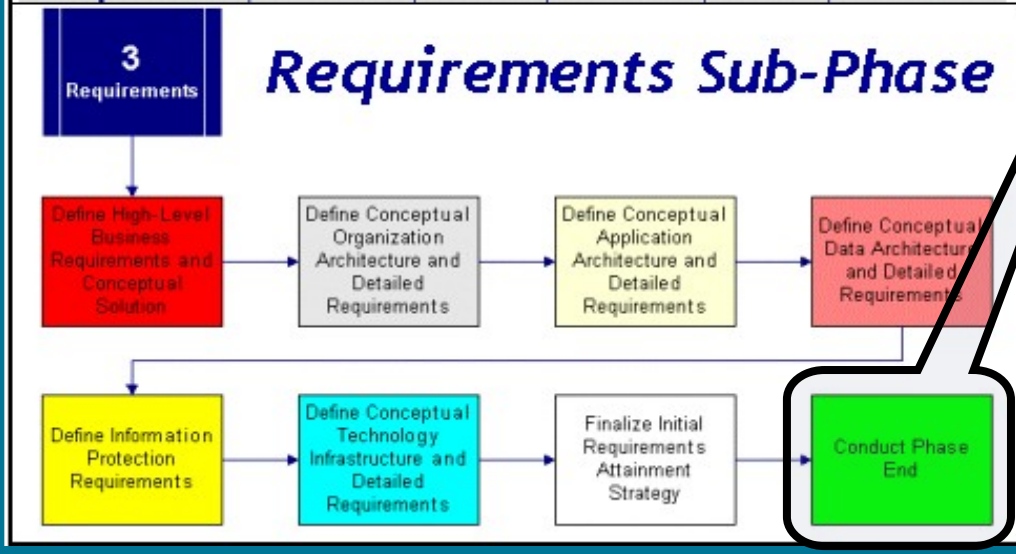 3
Requirements
Requirements Sub-Phase
Define High-Level
Business
Requirements and
Conceptual
Solution
Define Conceptual
Organization
Architecture and
Detailed
Requirements
Define Conceptual
Application
Architecture and
Detailed
Requirements
Define Conceptual
Data Architecture
and Detailed
Requirements
Define Information
Protection
Requirements
Define Conceptual
Technology
Infrastructure and
Detailed
Requirements
Finalize Initial
Requirements
Attainment
Strategy
Conduct Phase
End